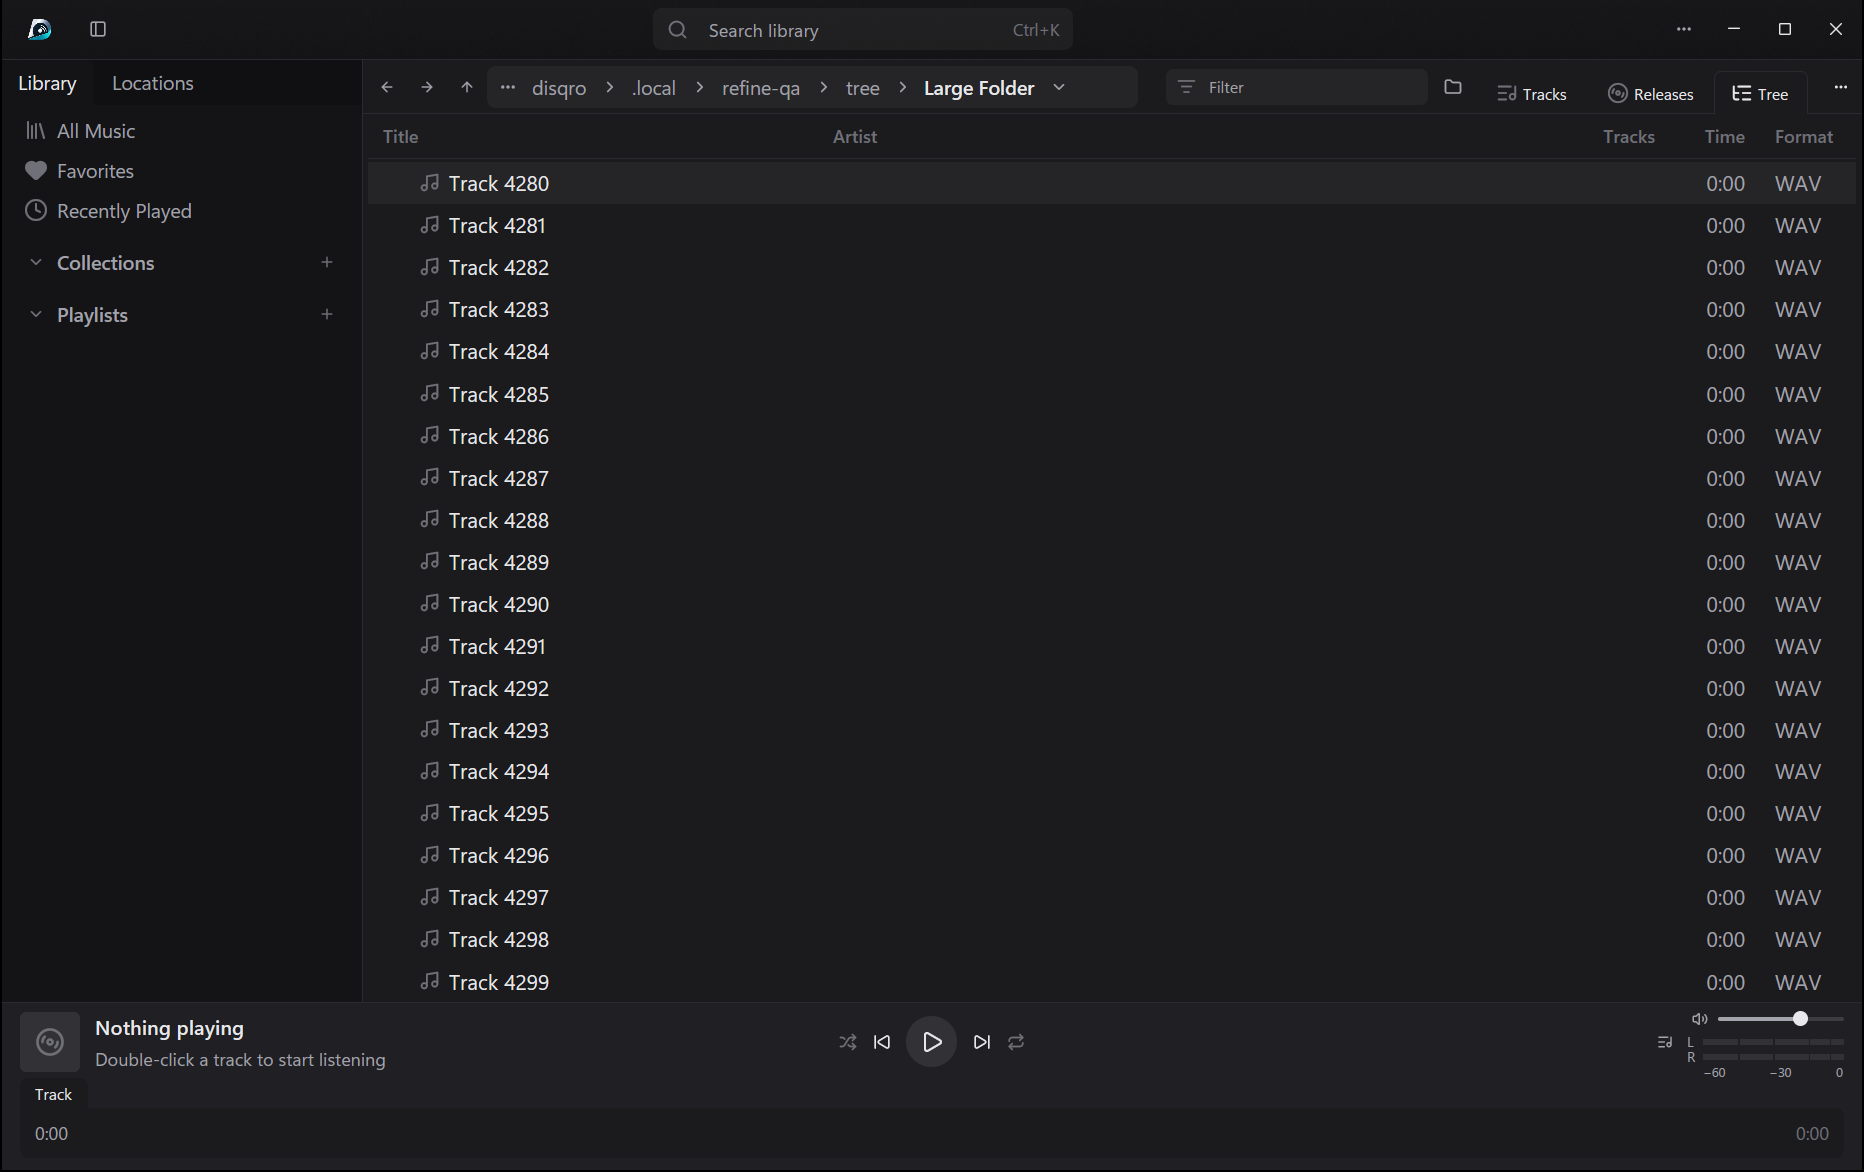 Search library Ctrl+K
Library Locations
disqro .local refine-qa tree Large Folder Filter Tracks Releases Tree
All Music
Favorites
Recently Played
Collections
Playlists
Title Artist Tracks Time Format
Track 4280 0:00 WAV
Track 4281 0:00 WAV
Track 4282 0:00 WAV
Track 4283 0:00 WAV
Track 4284 0:00 WAV
Track 4285 0:00 WAV
Track 4286 0:00 WAV
Track 4287 0:00 WAV
Track 4288 0:00 WAV
Track 4289 0:00 WAV
Track 4290 0:00 WAV
Track 4291 0:00 WAV
Track 4292 0:00 WAV
Track 4293 0:00 WAV
Track 4294 0:00 WAV
Track 4295 0:00 WAV
Track 4296 0:00 WAV
Track 4297 0:00 WAV
Track 4298 0:00 WAV
Track 4299 0:00 WAV
Nothing playing
Double-click a track to start listening
L
R
−60 −30 0
Track
0:00 0:00